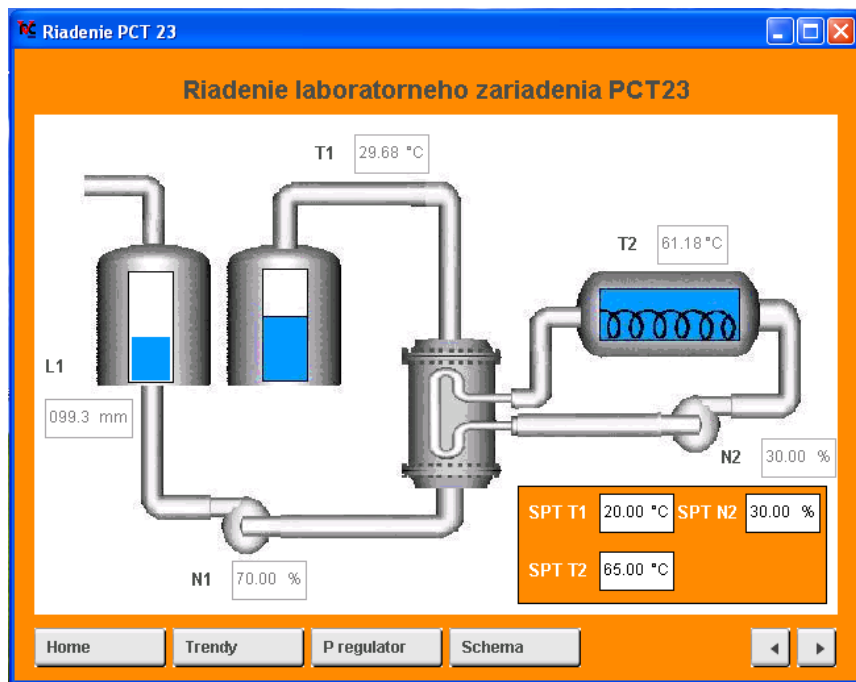 Riadenie PCT 23
Riadenie laboratorneho zariadenia PCT23
T1 29.68 °C
T2 61.18°C
L1
099.3 mm
N2
30.00 %
SPT T1 20.00 °C SPT N2 30.00 %
SPT T2 65.00 °C
N1 70.00 %
Home Trendy P regulator Schema